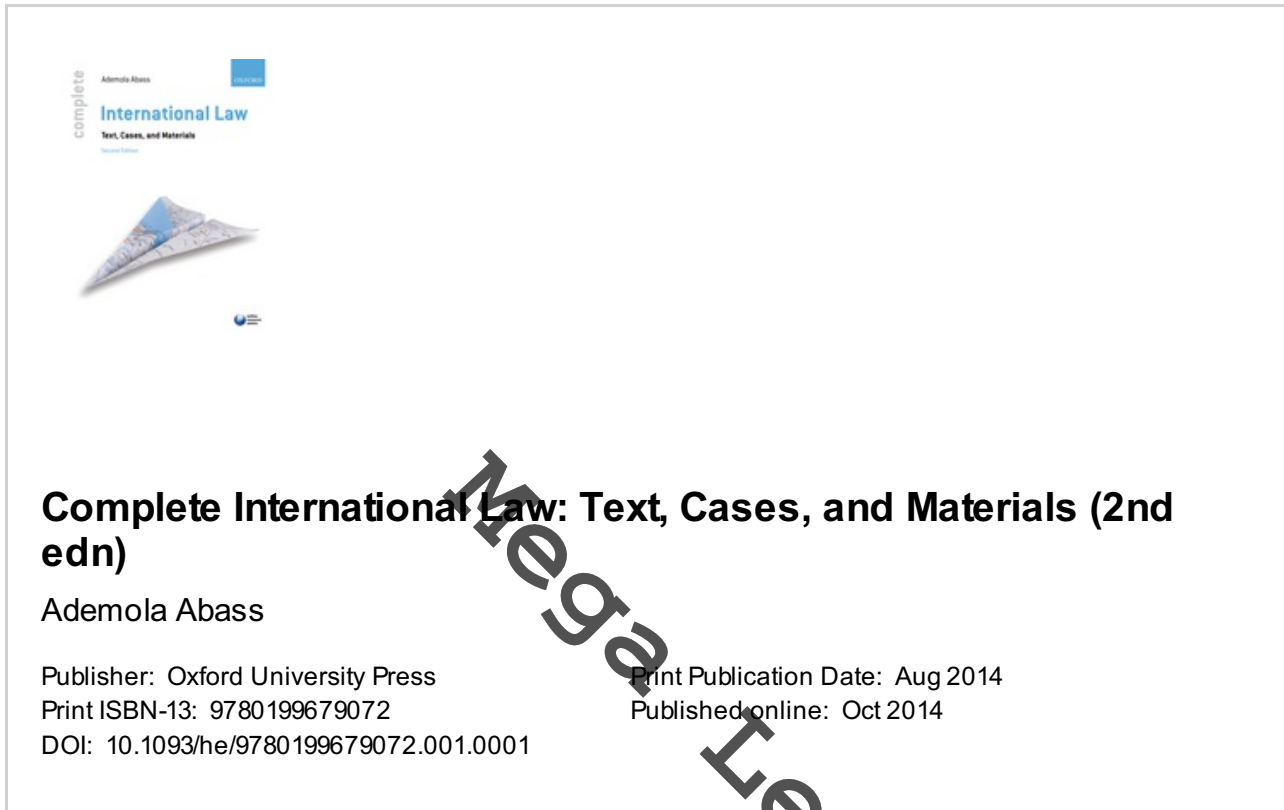 complete
Ademola Abass
OXFORD
International Law
Text, Cases, and Materials
Second Edition
Complete International Law: Text, Cases, and Materials (2nd
edn)
Ademola Abass
Publisher: Oxford University Press
Print Publication Date: Aug 2014
Print ISBN-13: 9780199679072
Published online: Oct 2014
DOI: 10.1093/he/9780199679072.001.0001
Mega Le